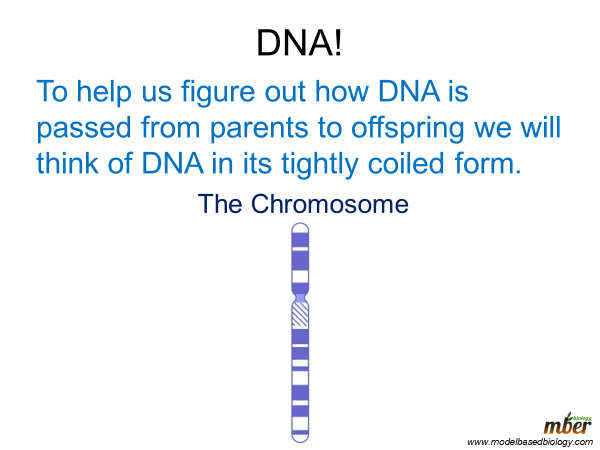 DNA!
To help us figure out how DNA is
passed from parents to offspring we will
think of DNA in its tightly coiled form.
The Chromosome
biology
mber
www.modelbasedbiology.com